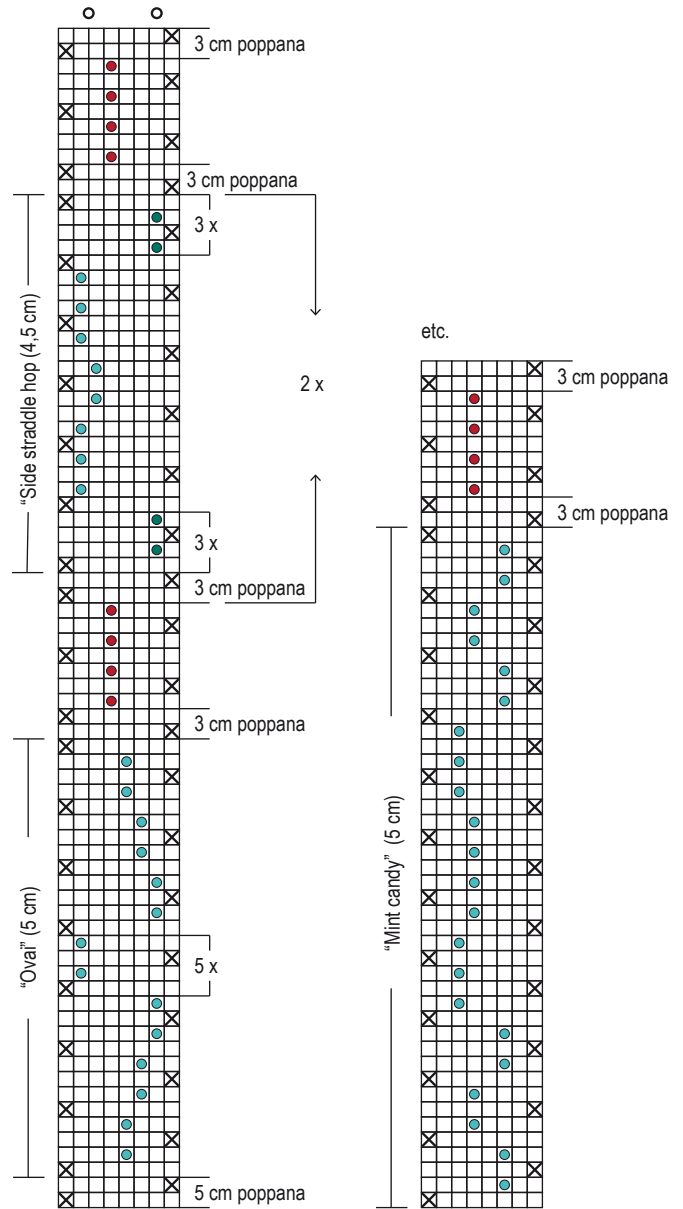 3 cm poppana
3 cm poppana
3 x
“Side straddle hop (4,5 cm)
2 x
3 x
3 cm poppana
3 cm poppana
“Oval” (5 cm)
5 x
5 cm poppana
etc.
3 cm poppana
3 cm poppana
“Mint candy” (5 cm)